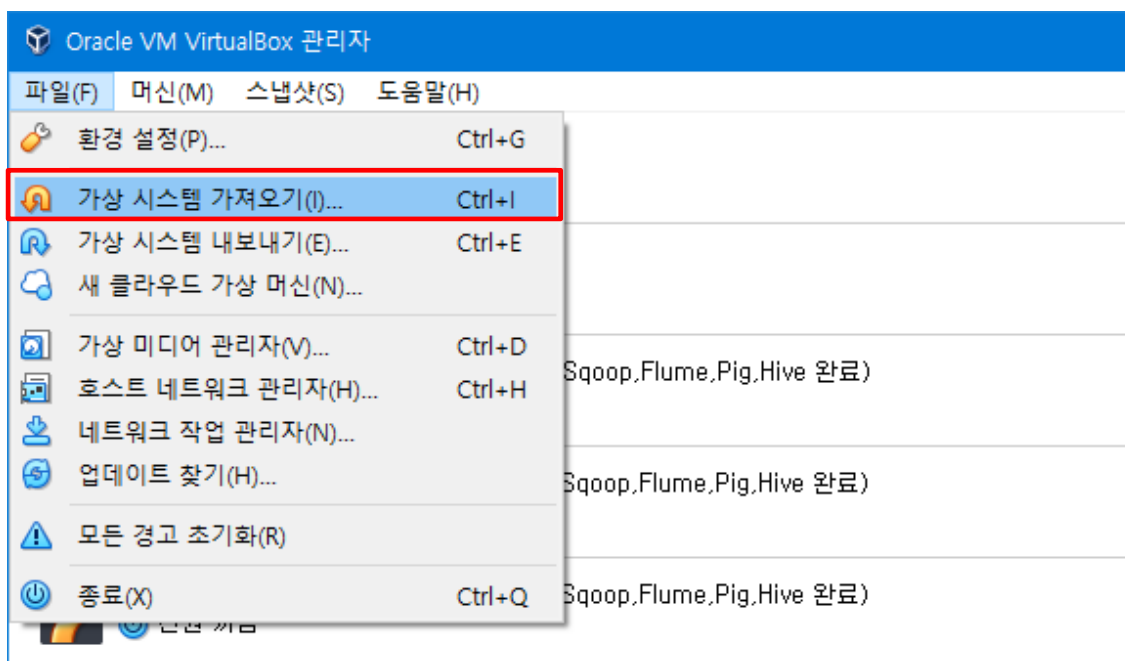 Oracle VM VirtualBox 관리자
파일(F) 머신(M) 스냅샷(S) 도움말(H)
환경 설정(P)... Ctrl+G
가상 시스템 가져오기(I)... Ctrl+I
가상 시스템 내보내기(E)... Ctrl+E
새 클라우드 가상 머신(N)...
가상 미디어 관리자(V)... Ctrl+D
Sqoop,Flume,Pig,Hive 완료)
호스트 네트워크 관리자(H)... Ctrl+H
네트워크 작업 관리자(N)...
업데이트 찾기(H)...
Sqoop,Flume,Pig,Hive 완료)
모든 경고 초기화(R)
종료(X) Ctrl+Q
Sqoop,Flume,Pig,Hive 완료)